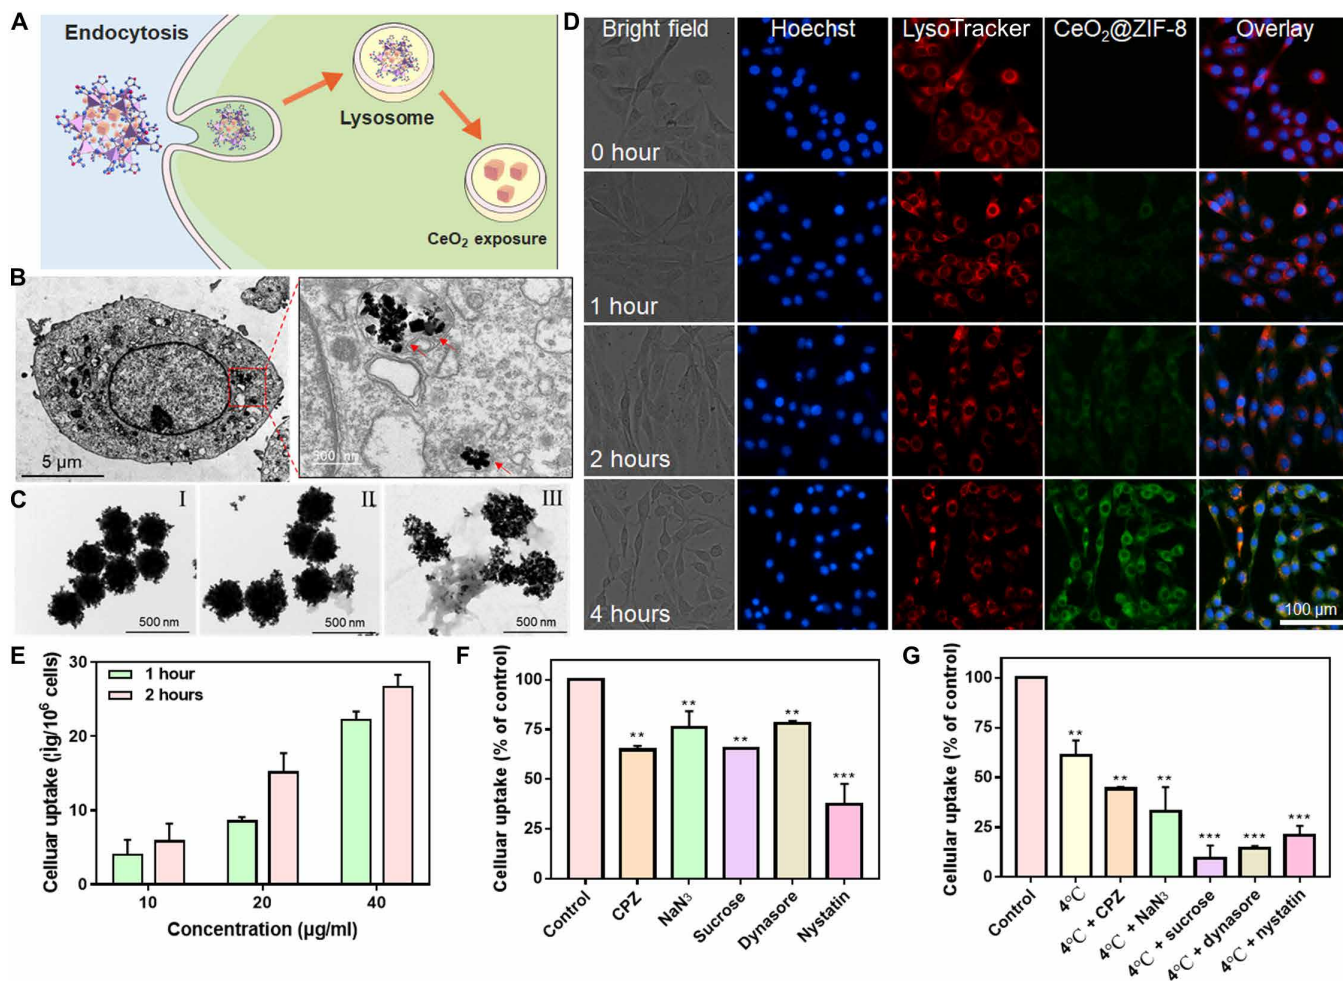 A
Endocytosis
Lysosome
CeO2 exposure
B
5 μm
500 nm
C
I
II
III
500 nm
500 nm
500 nm
D
Bright field
Hoechst
LysoTracker
CeO2@ZIF-8
Overlay
0 hour
1 hour
2 hours
4 hours
100 μm
E
Celluar uptake (¦Ìg/10⁶ cells)
30
20
10
0
1 hour
2 hours
10
20
40
Concentration (μg/ml)
F
Celluar uptake (% of control)
100
75
50
25
0
**
**
**
**
***
Control
CPZ
NaN3
Sucrose
Dynasore
Nystatin
G
Cellular uptake (% of control)
100
75
50
25
0
**
**
**
***
***
***
Control
4℃
4℃ + CPZ
4℃ + NaN3
4℃ + sucrose
4℃ + dynasore
4℃ + nystatin